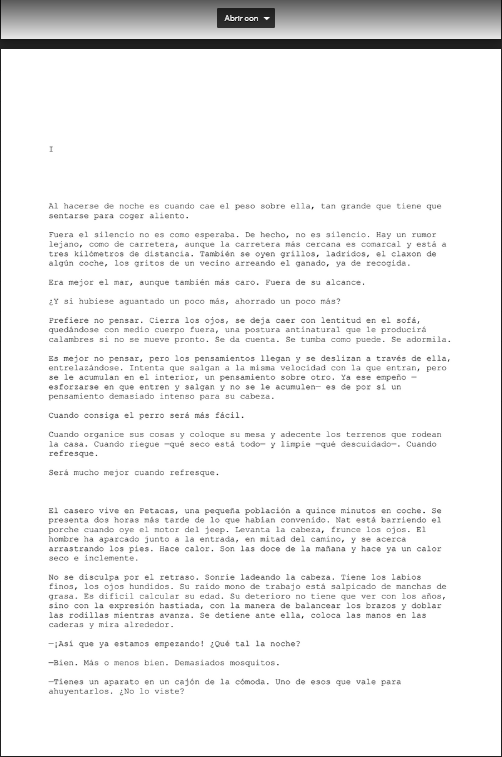 Abrir con
I
Al hacerse de noche es cuando cae el peso sobre ella, tan grande que tiene que
sentarse para coger aliento.
Fuera el silencio no es como esperaba. De hecho, no es silencio. Hay un rumor
lejano, como de carretera, aunque la carretera más cercana es comarcal y está a
tres kilómetros de distancia. También se oyen grillos, ladridos, el claxon de
algún coche, los gritos de un vecino arreando el ganado, ya de recogida.
Era mejor el mar, aunque también más caro. Fuera de su alcance.
¿Y si hubiese aguantado un poco más, ahorrado un poco más?
Prefiere no pensar. Cierra los ojos, se deja caer con lentitud en el sofá,
quedándose con medio cuerpo fuera, una postura antinatural que le producirá
calambres si no se mueve pronto. Se da cuenta. Se tumba como puede. Se adormila.
Es mejor no pensar, pero los pensamientos llegan y se deslizan a través de ella,
entrelazándose. Intenta que salgan a la misma velocidad con la que entran, pero
se le acumulan en el interior, un pensamiento sobre otro. Ya ese empeño —
esforzarse en que entren y salgan y no se le acumulen— es de por sí un
pensamiento demasiado intenso para su cabeza.
Cuando consiga el perro será más fácil.
Cuando organice sus cosas y coloque su mesa y adecente los terrenos que rodean
la casa. Cuando riegue —qué seco está todo— y limpie —qué descuidado—. Cuando
refresque.
Será mucho mejor cuando refresque.
El casero vive en Petacas, una pequeña población a quince minutos en coche. Se
presenta dos horas más tarde de lo que habían convenido. Nat está barriendo el
porche cuando oye el motor del jeep. Levanta la cabeza, frunce los ojos. El
hombre ha aparcado junto a la entrada, en mitad del camino, y se acerca
arrastrando los pies. Hace calor. Son las doce de la mañana y hace ya un calor
seco e inclemente.
No se disculpa por el retraso. Sonríe ladeando la cabeza. Tiene los labios
finos, los ojos hundidos. Su raído mono de trabajo está salpicado de manchas de
grasa. Es difícil calcular su edad. Su deterioro no tiene que ver con los años,
sino con la expresión hastiada, con la manera de balancear los brazos y doblar
las rodillas mientras avanza. Se detiene ante ella, coloca las manos en las
caderas y mira alrededor.
—¡Así que ya estamos empezando! ¿Qué tal la noche?
—Bien. Más o menos bien. Demasiados mosquitos.
—Tienes un aparato en un cajón de la cómoda. Uno de esos que vale para
ahuyentarlos. ¿No lo viste?